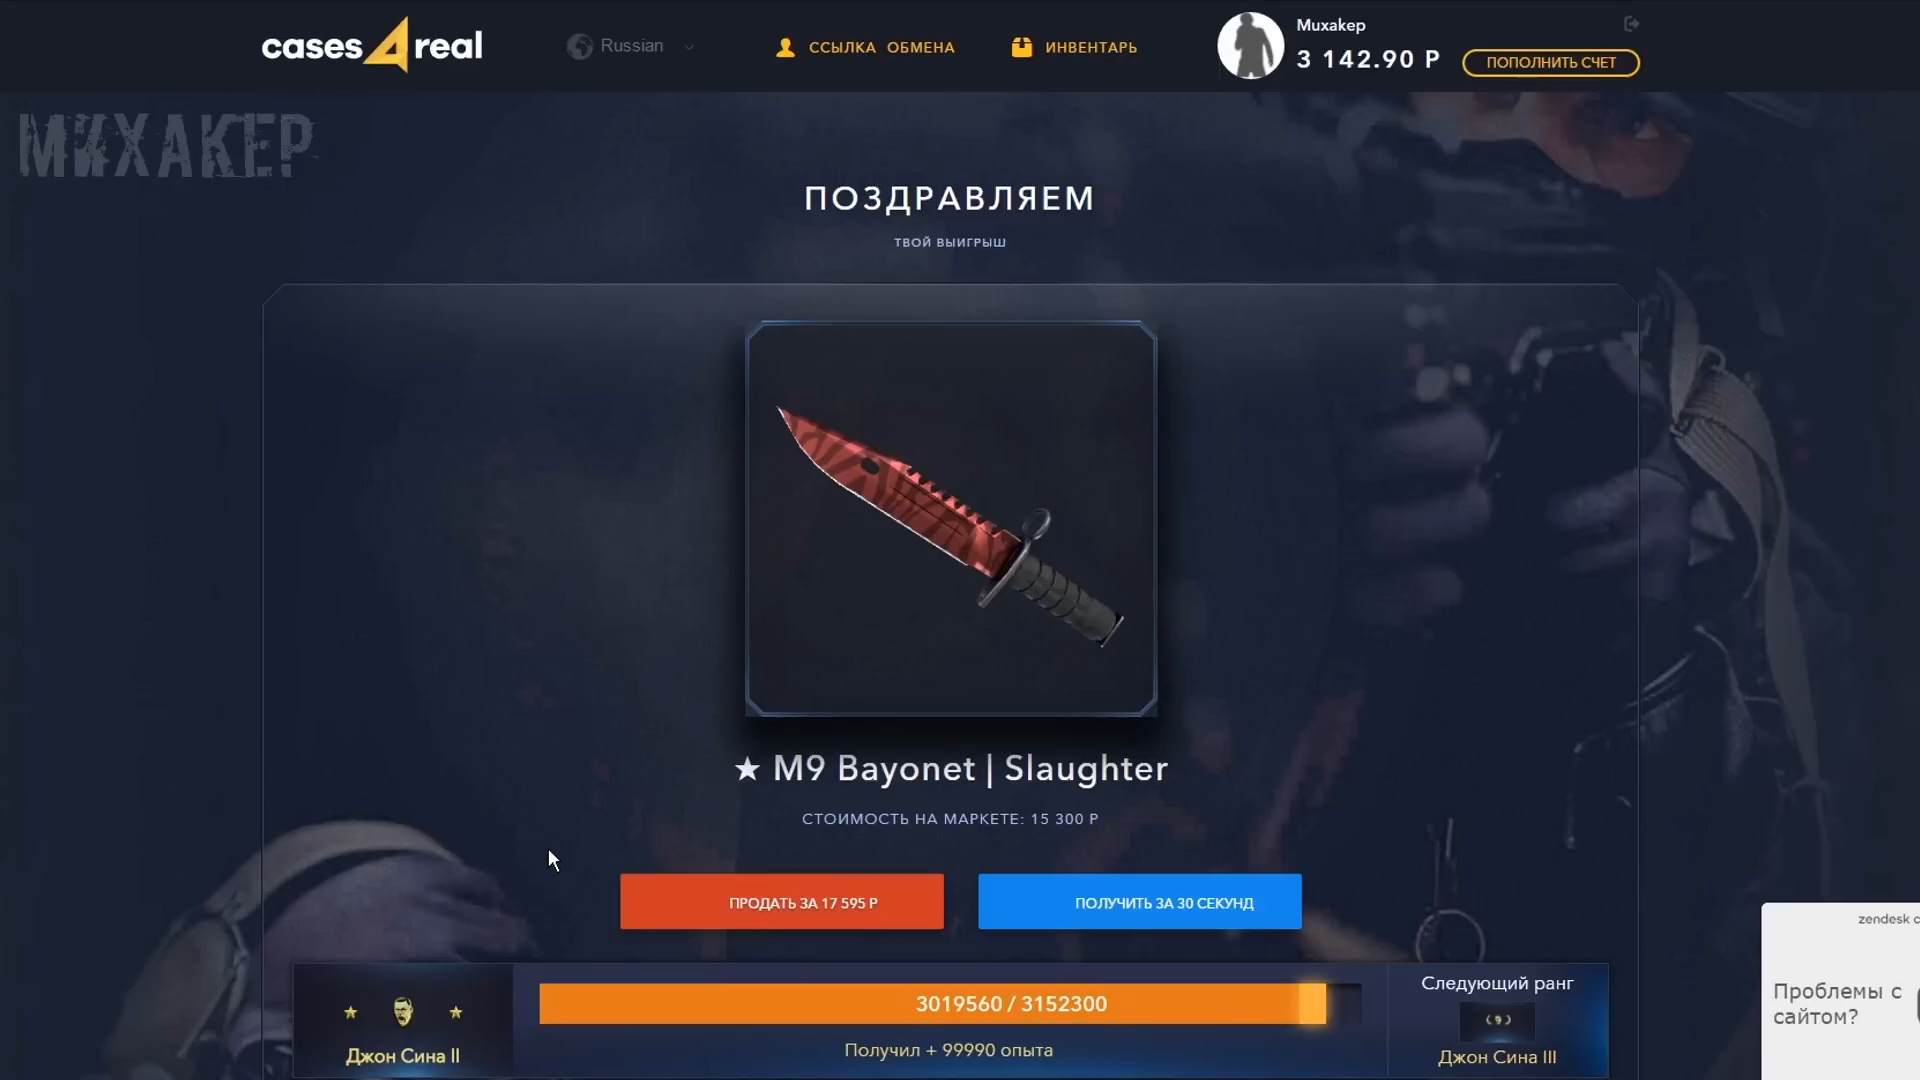 cases4real
Russian
ССЫЛКА ОБМЕНА
ИНВЕНТАРЬ
Михакер
3 142.90 Р
ПОПОЛНИТЬ СЧЕТ
МИХАКЕР
ПОЗДРАВЛЯЕМ
ТВОЙ ВЫИГРЫШ
★ M9 Bayonet | Slaughter
СТОИМОСТЬ НА МАРКЕТЕ: 15 300 Р
ПРОДАТЬ ЗА 17 595 Р
ПОЛУЧИТЬ ЗА 30 СЕКУНД
zendesk c
Джон Сина II
3019560 / 3152300
Получил + 99990 опыта
Следующий ранг
Джон Сина III
Проблемы с
сайтом?